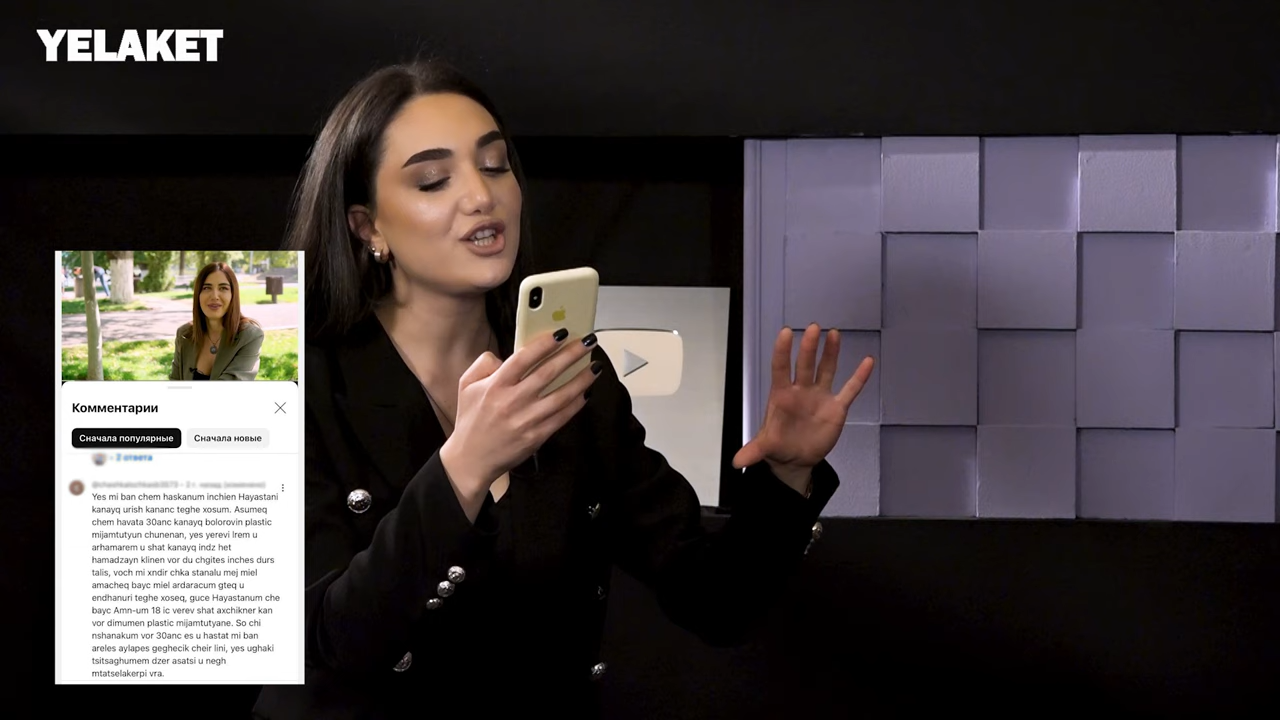 YELAKET
Комментарии
Сначала популярные
Сначала новые
2 ответа
Yes mi ban chem haskanum inchien Hayastani
kanayq urish kananc teghe xosum. Asumeq
chem havata 30anc kanayq bolorovin plastic
mijamtutyun chunenan, yes yerevi lrem u
arhamarem u shat kanayq indz het
hamadzayn klinen vor du chgites inches durs
talis, voch mi xndir chka stanalu mej miel
amacheq bayc miel ardaracum gteq u
endhanuri teghe xoseq, guce Hayastanum che
bayc Amn-um 18 ic verev shat axchikner kan
vor dimumen plastic mijamtutyane. So chi
nshanakum vor 30anc es u hastat mi ban
areles aylapes geghecik cheir lini, yes ughaki
tsitsaghumem dzer asatsi u negh
mtatselakerpi vra.